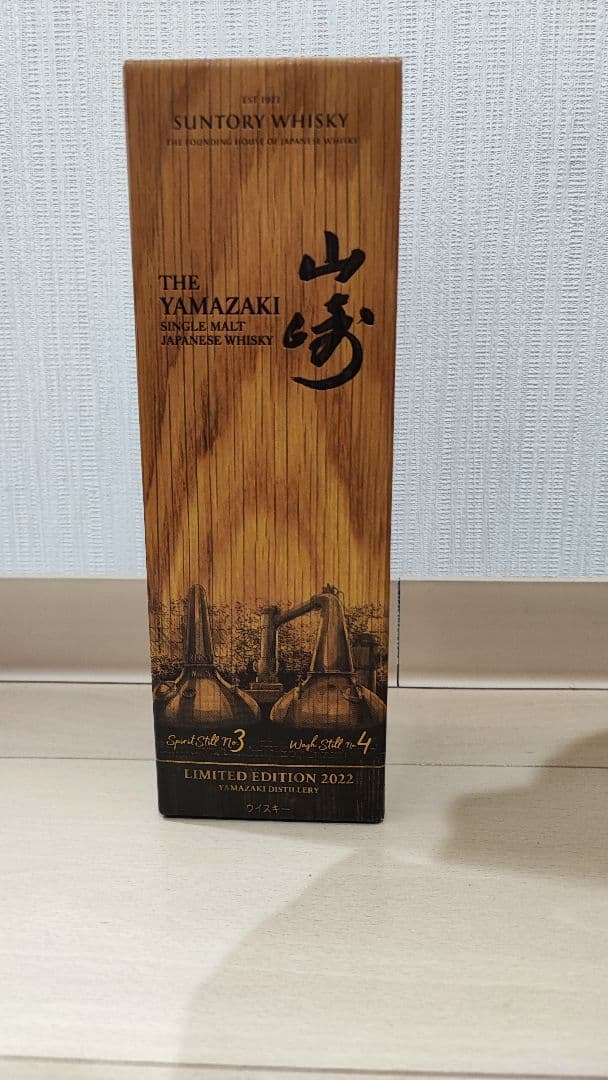 EST 1921
SUNTORY WHISKY
THE FOUNDING HOUSE OF JAPANESE WHISKY
山崎
THE
YAMAZAKI
SINGLE MALT
JAPANESE WHISKY
Spirit Still No3
Wash Still No4
LIMITED EDITION 2022
YAMAZAKI DISTILLERY
ウイスキー